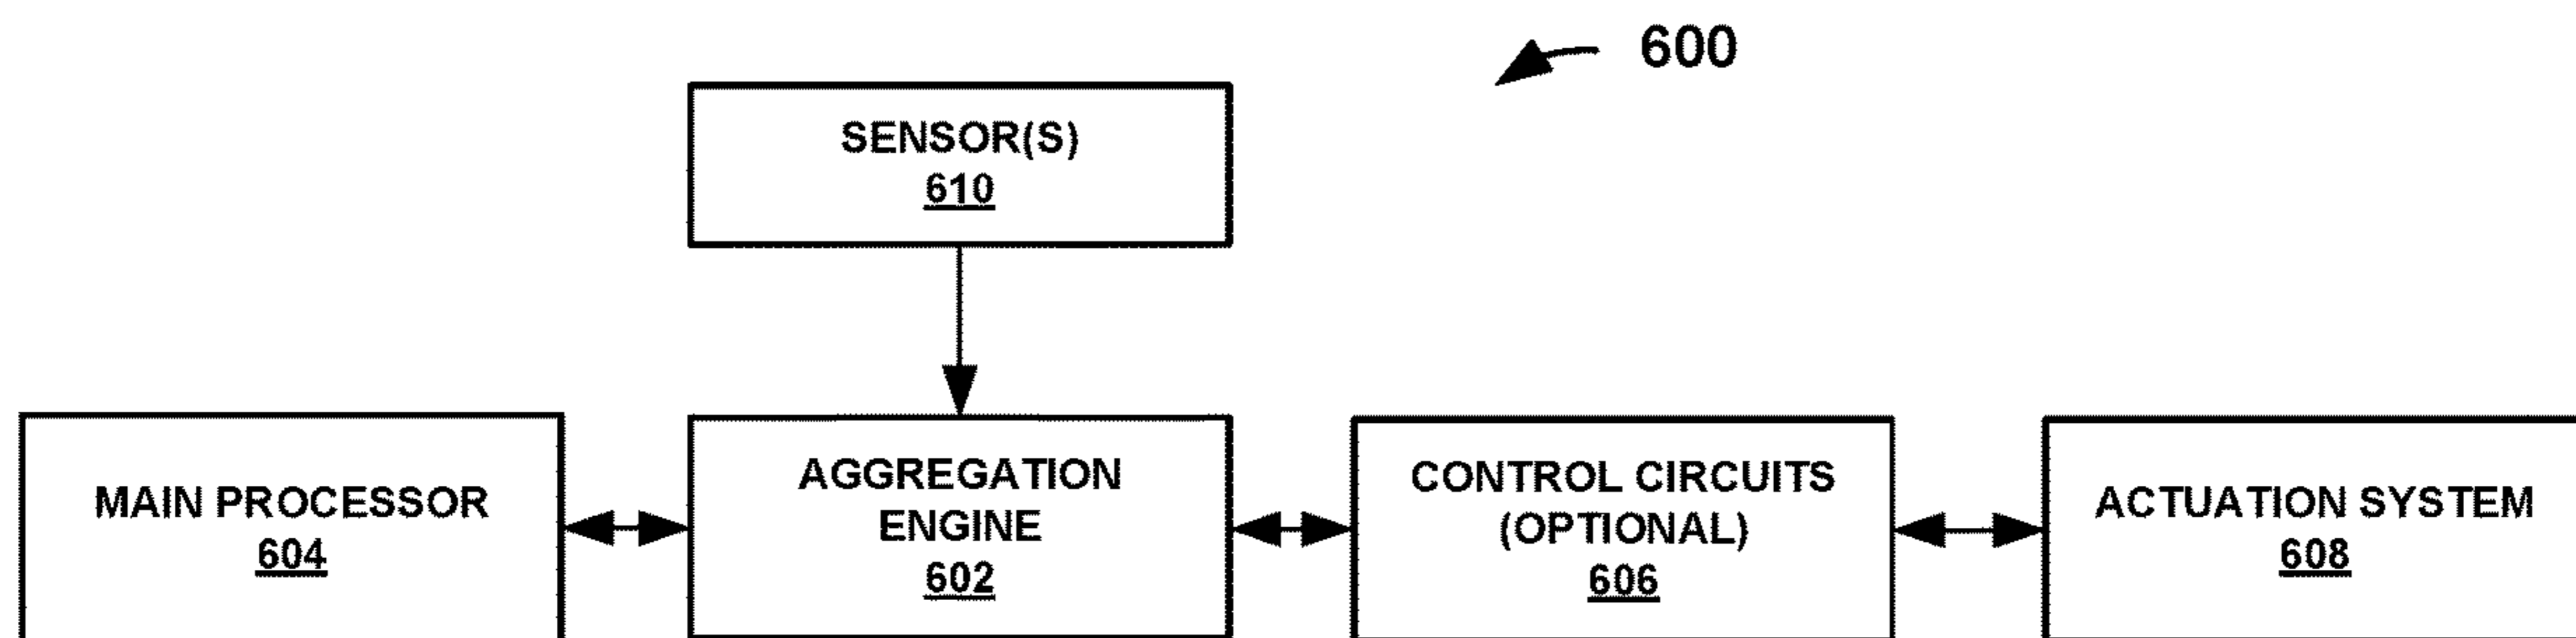 600
SENSOR(S)
610
MAIN PROCESSOR
604
AGGREGATION
ENGINE
602
CONTROL CIRCUITS
(OPTIONAL)
606
ACTUATION SYSTEM
608